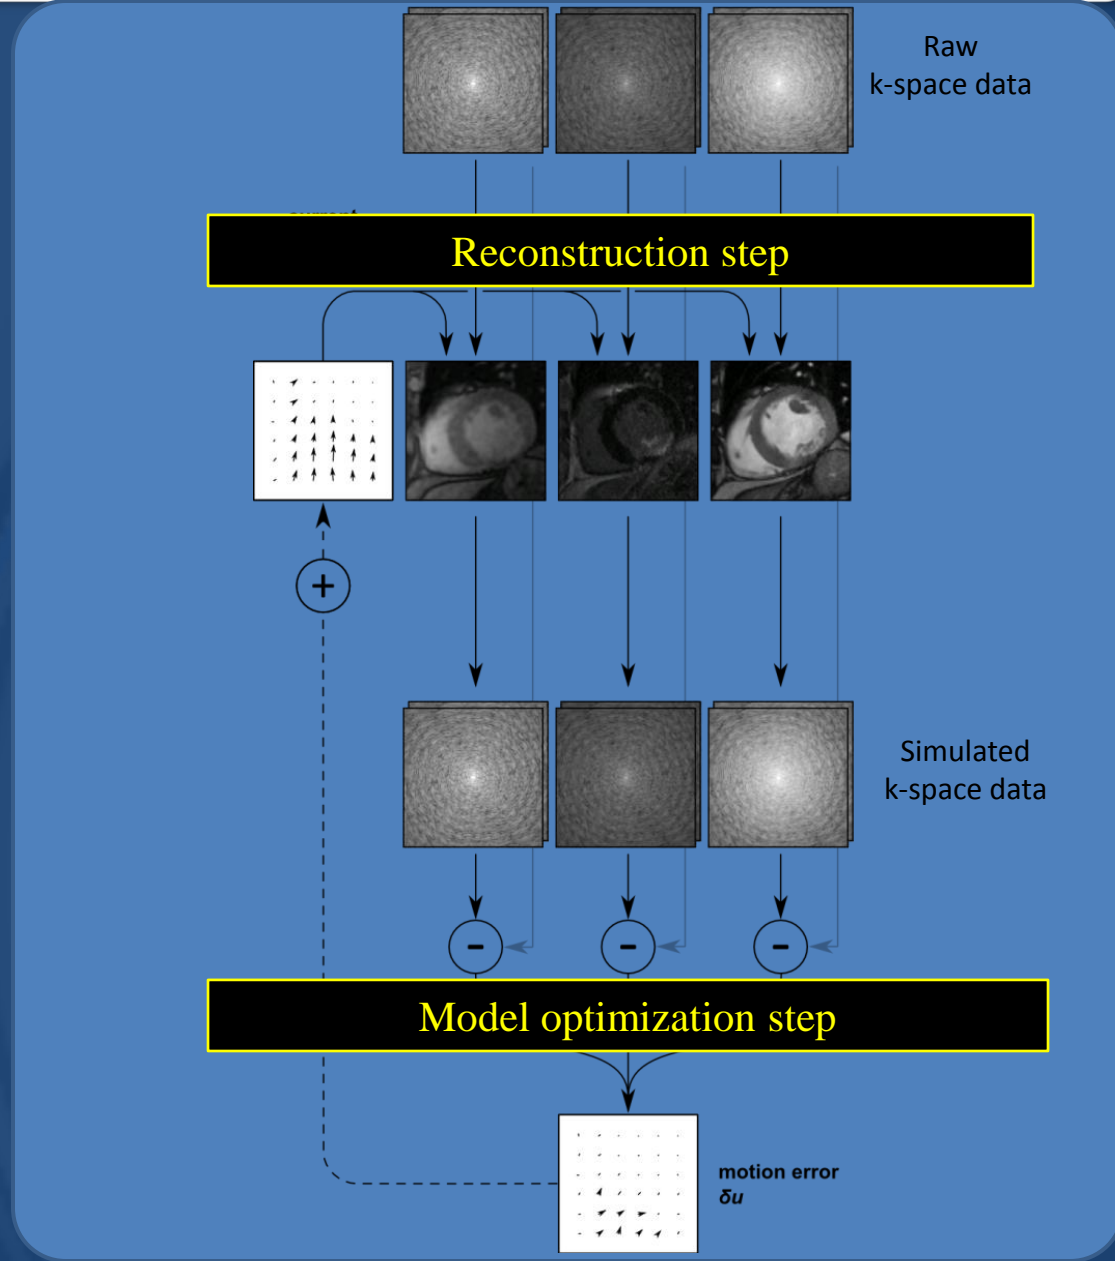 Raw
k-space data
Reconstruction step
+
Simulated
k-space data
- - -
Model optimization step
motion error
δu